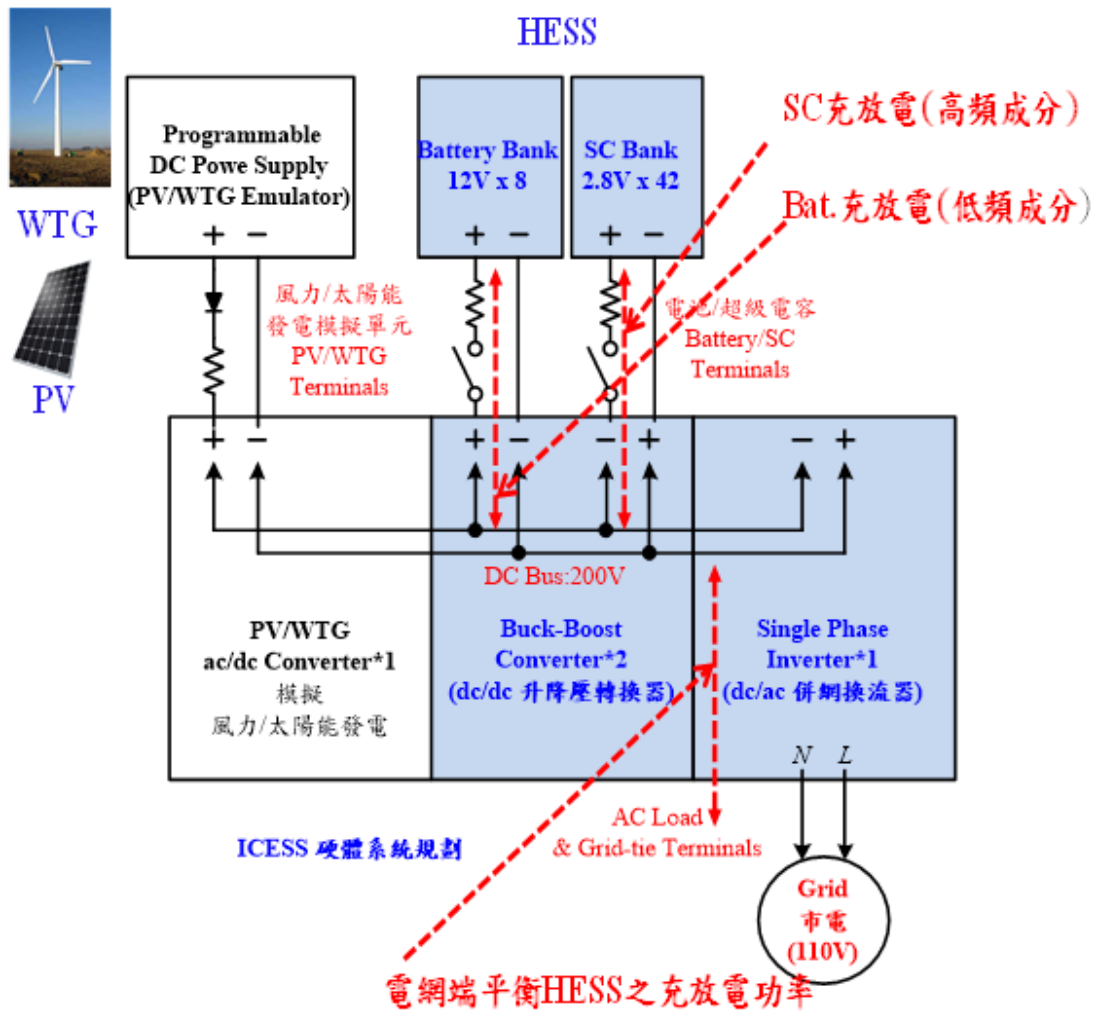 HESS
WTG
PV
Programmable
DC Powe Supply
(PV/WTG Emulator)
+ −
Battery Bank
12V x 8
+ −
SC Bank
2.8V x 42
+ −
SC充放電(高頻成分)
Bat.充放電(低頻成分)
風力/太陽能
發電模擬單元
PV/WTG
Terminals
電池/超級電容
Battery/SC
Terminals
+ −
+ −
− +
− +
DC Bus:200V
PV/WTG
ac/dc Converter*1
模擬
風力/太陽能發電
Buck-Boost
Converter*2
(dc/dc 升降壓轉換器)
Single Phase
Inverter*1
(dc/ac 併網換流器)
N L
ICESS 硬體系統規劃
AC Load
& Grid-tie Terminals
Grid
市電
(110V)
電網端平衡HESS之充放電功率